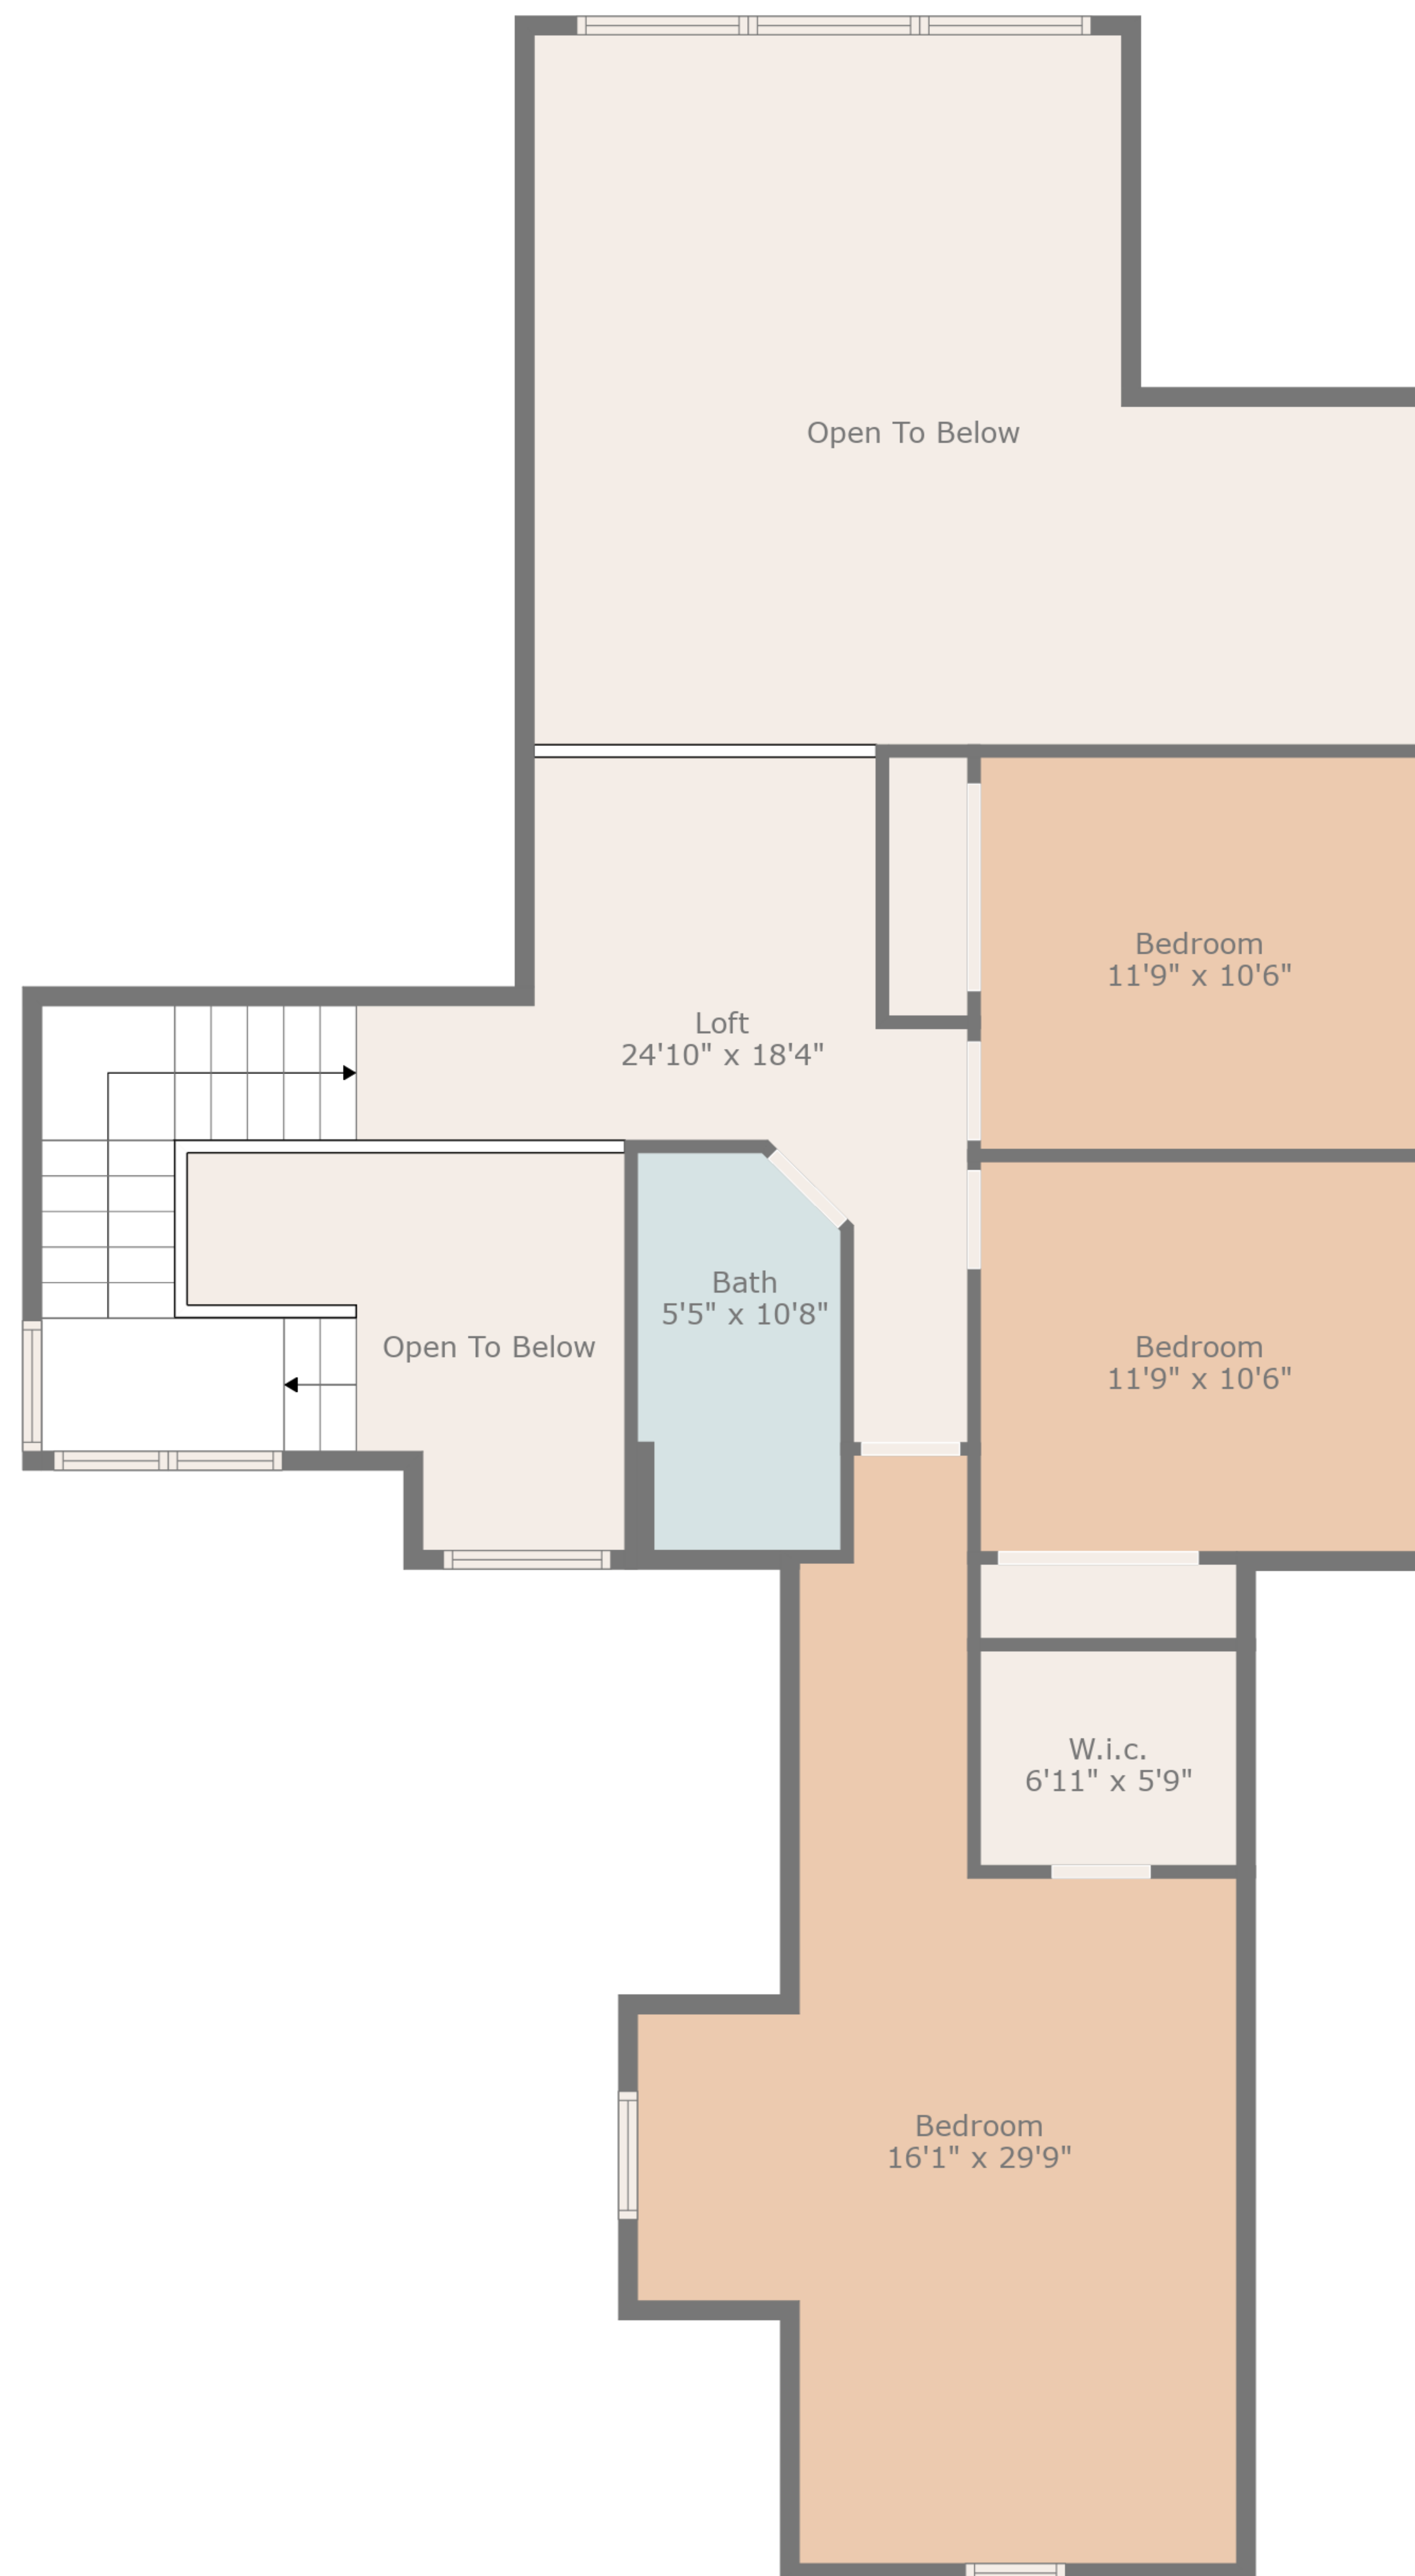 Open To Below
Bedroom
11'9" x 10'6"
Loft
24'10" x 18'4"
Bath
5'5" x 10'8"
Open To Below
Bedroom
11'9" x 10'6"
W.i.c.
6'11" x 5'9"
Bedroom
16'1" x 29'9"